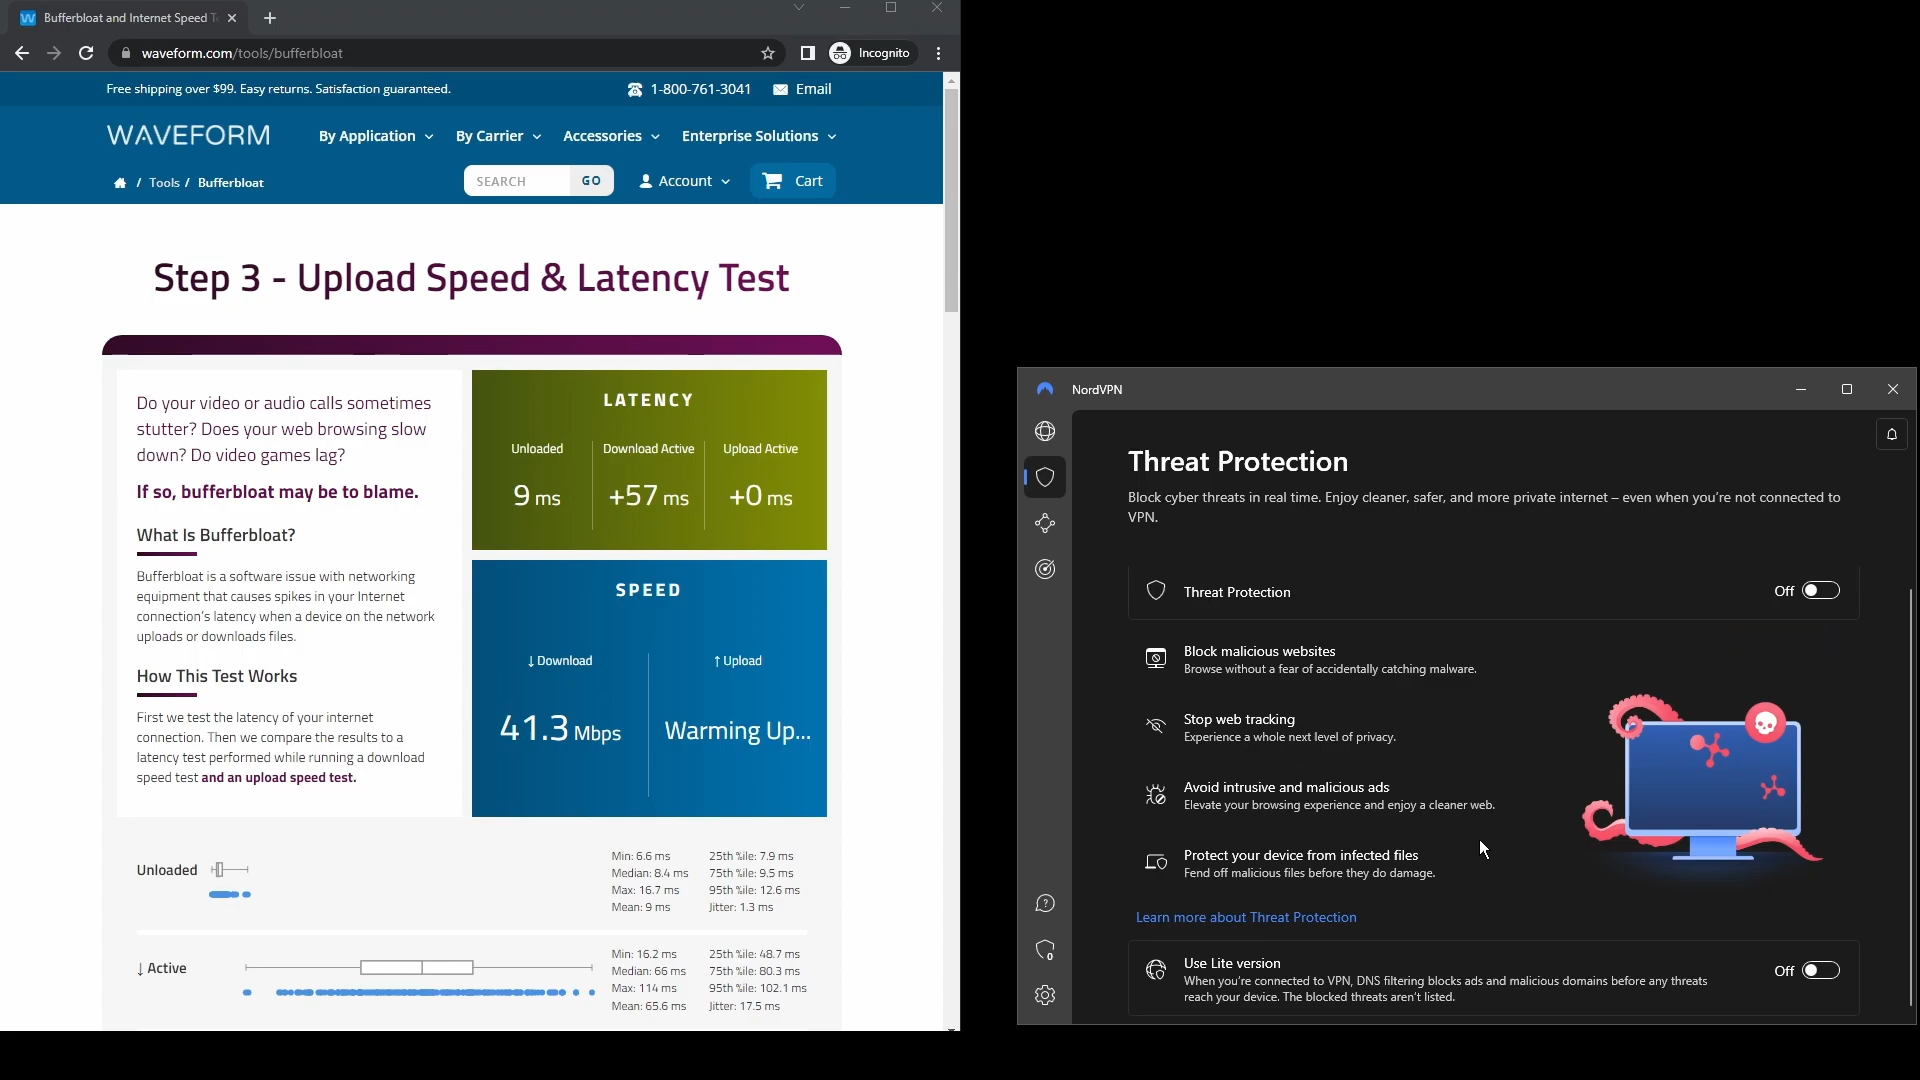 Bufferbloat and Internet Speed T
waveform.com/tools/bufferbloat
Incognito
Free shipping over $99. Easy returns. Satisfaction guaranteed.
1-800-761-3041
Email
WAVEFORM
By Application
By Carrier
Accessories
Enterprise Solutions
/ Tools / Bufferbloat
SEARCH
GO
Account
Cart
Step 3 - Upload Speed & Latency Test
Do your video or audio calls sometimes
stutter? Does your web browsing slow
down? Do video games lag?
If so, bufferbloat may be to blame.
What Is Bufferbloat?
Bufferbloat is a software issue with networking
equipment that causes spikes in your Internet
connection's latency when a device on the network
uploads or downloads files.
How This Test Works
First we test the latency of your internet
connection. Then we compare the results to a
latency test performed while running a download
speed test and an upload speed test.
LATENCY
Unloaded
Download Active
Upload Active
9 ms
+57 ms
+0 ms
SPEED
↓ Download
↑ Upload
41.3 Mbps
Warming Up...
Unloaded
Min: 6.6 ms
25th %ile: 7.9 ms
Median: 8.4 ms
75th %ile: 9.5 ms
Max: 16.7 ms
95th %ile: 12.6 ms
Mean: 9 ms
Jitter: 1.3 ms
↓ Active
Min: 16.2 ms
25th %ile: 48.7 ms
Median: 66 ms
75th %ile: 80.3 ms
Max: 114 ms
95th %ile: 102.1 ms
Mean: 65.6 ms
Jitter: 17.5 ms
NordVPN
Threat Protection
Block cyber threats in real time. Enjoy cleaner, safer, and more private internet – even when you're not connected to
VPN.
Threat Protection
Off
Block malicious websites
Browse without a fear of accidentally catching malware.
Stop web tracking
Experience a whole next level of privacy.
Avoid intrusive and malicious ads
Elevate your browsing experience and enjoy a cleaner web.
Protect your device from infected files
Fend off malicious files before they do damage.
Learn more about Threat Protection
Use Lite version
Off
When you're connected to VPN, DNS filtering blocks ads and malicious domains before any threats
reach your device. The blocked threats aren't listed.